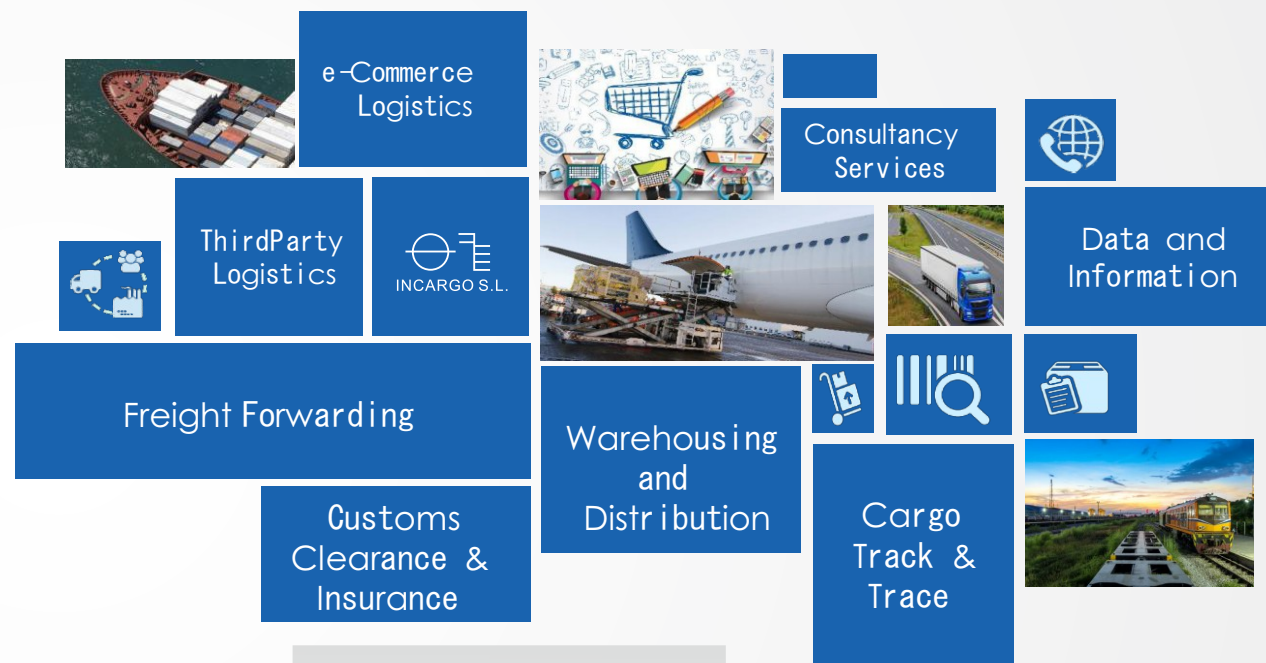 e-Commerce
Logistics
Consultancy
Services
ThirdParty
Logistics
INCARGO S.L.
Data and
Information
Freight Forwarding
Warehousing
and
Distribution
Customs
Clearance &
Insurance
Cargo
Track &
Trace